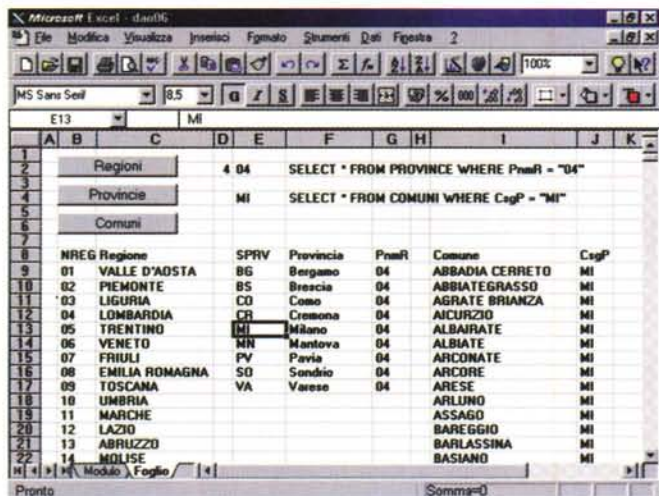 Microsoft Excel - dao06
File Modifica Visualizza Inserisci Formato Strumenti Dati Finestra ?
100%
MS Sans Serif 8,5 G I S % 000
E13 MI
A B C D E F G H I J K
1
2 Regioni 4 04 SELECT * FROM PROVINCE WHERE PnmR = "04"
3
4 Provincie MI SELECT * FROM COMUNI WHERE CsgP = "MI"
5
6 Comuni
7
8 NREG Regione SPRV Provincia PnmR Comune CsgP
9 01 VALLE D'AOSTA BG Bergamo 04 ABBADIA CERRETO MI
10 02 PIEMONTE BS Brescia 04 ABBIATEGRASSO MI
11 '03 LIGURIA CO Como 04 AGRATE BRIANZA MI
12 04 LOMBARDIA CR Cremona 04 AICURZIO MI
13 05 TRENTINO MI Milano 04 ALBAIRATE MI
14 06 VENETO MN Mantova 04 ALBIATE MI
15 07 FRIULI PV Pavia 04 ARCONATE MI
16 08 EMILIA ROMAGNA SO Sondrio 04 ARCORE MI
17 09 TOSCANA VA Varese 04 ARESE MI
18 10 UMBRIA ARLUNO MI
19 11 MARCHE ASSAGO MI
20 12 LAZIO BAREGGIO MI
21 13 ABRUZZO BARLASSINA MI
22 14 MOLISE BASIANO MI
Modulo Foglio
Pronto Somma=0